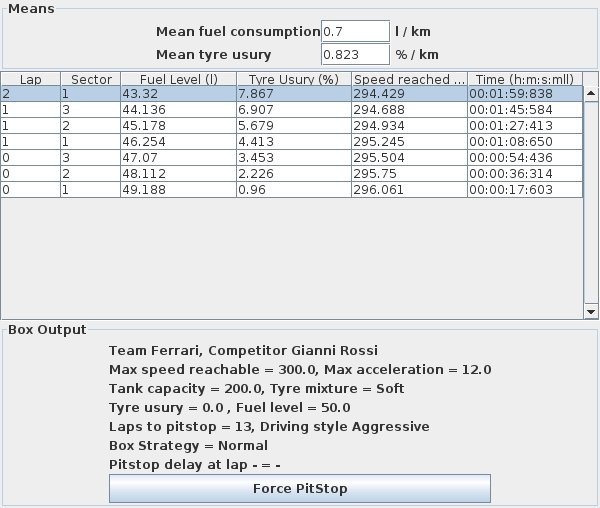 Means
Mean fuel consumption 0.7 l / km
Mean tyre usury 0.823 % / km
Lap Sector Fuel Level (l) Tyre Usury (%) Speed reached ... Time (h:m:s:mll)
2 1 43.32 7.867 294.429 00:01:59:838
1 3 44.136 6.907 294.688 00:01:45:584
1 2 45.178 5.679 294.934 00:01:27:413
1 1 46.254 4.413 295.245 00:01:08:650
0 3 47.07 3.453 295.504 00:00:54:436
0 2 48.112 2.226 295.75 00:00:36:314
0 1 49.188 0.96 296.061 00:00:17:603
Box Output
Team Ferrari, Competitor Gianni Rossi
Max speed reachable = 300.0, Max acceleration = 12.0
Tank capacity = 200.0, Tyre mixture = Soft
Tyre usury = 0.0 , Fuel level = 50.0
Laps to pitstop = 13, Driving style Aggressive
Box Strategy = Normal
Pitstop delay at lap - = -
Force PitStop